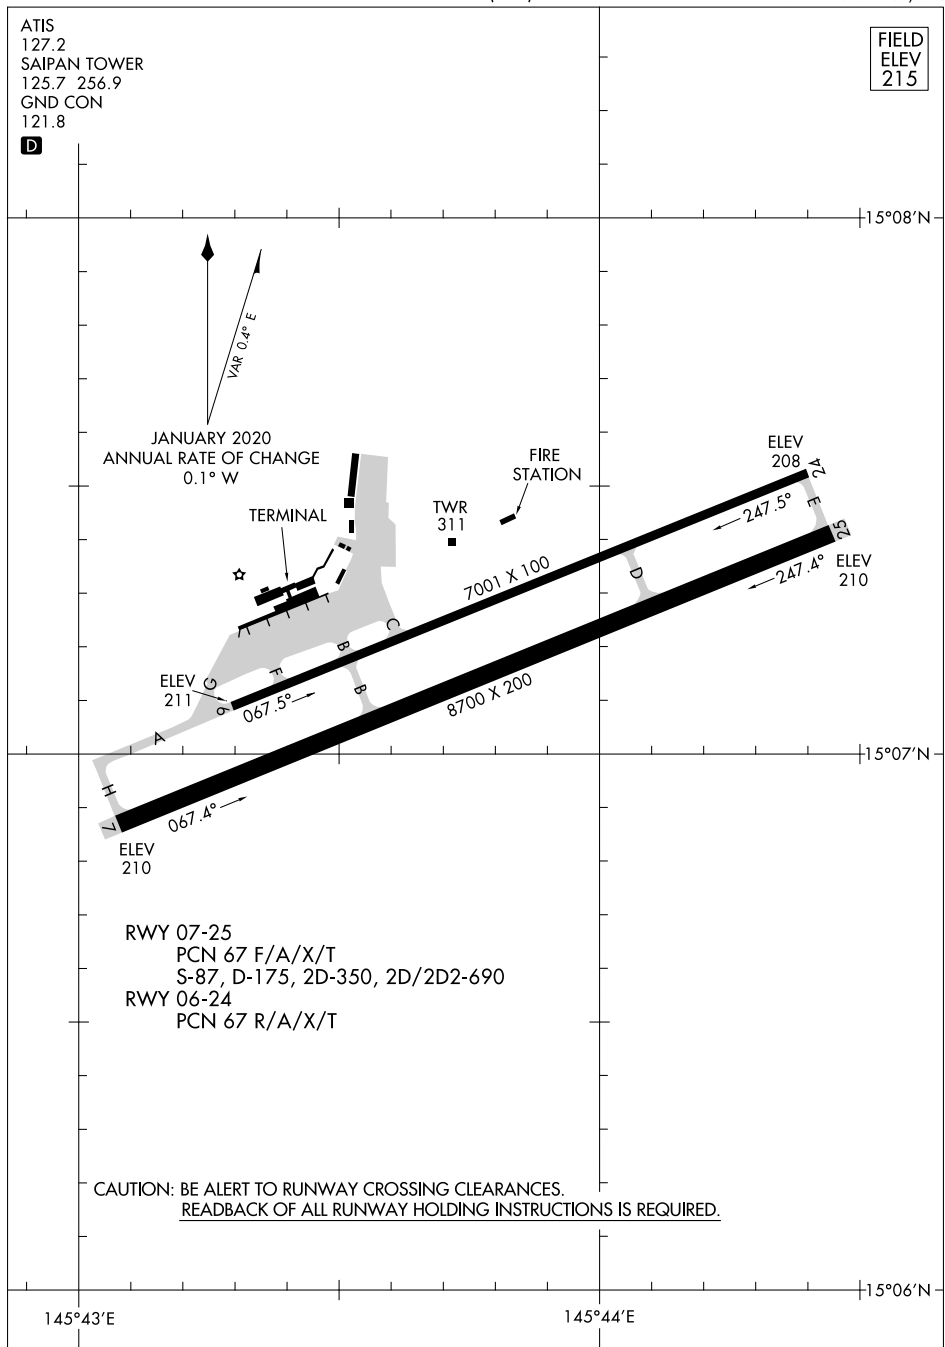 ATIS
127.2
SAIPAN TOWER
125.7 256.9
GND CON
121.8
D
FIELD
ELEV
215
15°08'N
VAR 0.4° E
JANUARY 2020
ANNUAL RATE OF CHANGE
0.1° W
TERMINAL
TWR
311
FIRE
STATION
ELEV
208
24
E
25
ELEV
210
247.5°
247.4°
7001 X 100
D
C
B
B
F
G
ELEV
211
6
067.5°
8700 X 200
A
H
7
067.4°
ELEV
210
15°07'N
RWY 07-25
PCN 67 F/A/X/T
S-87, D-175, 2D-350, 2D/2D2-690
RWY 06-24
PCN 67 R/A/X/T
CAUTION: BE ALERT TO RUNWAY CROSSING CLEARANCES.
READBACK OF ALL RUNWAY HOLDING INSTRUCTIONS IS REQUIRED.
15°06'N
145°43'E
145°44'E